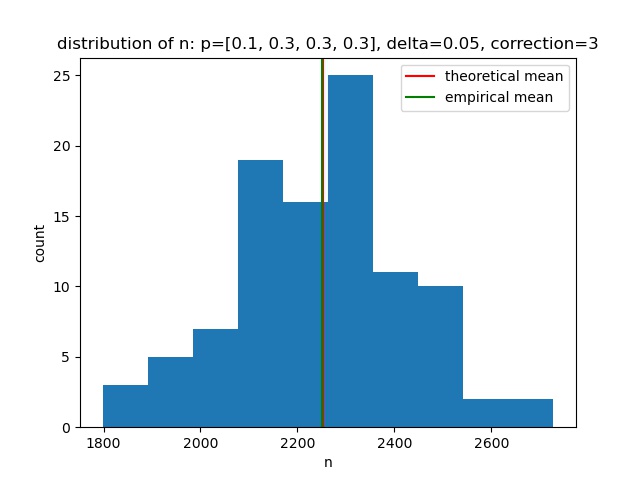 distribution of n: p=[0.1, 0.3, 0.3, 0.3], delta=0.05, correction=3
theoretical mean
empirical mean
25
20
15
10
5
0
count
1800
2000
2200
2400
2600
n